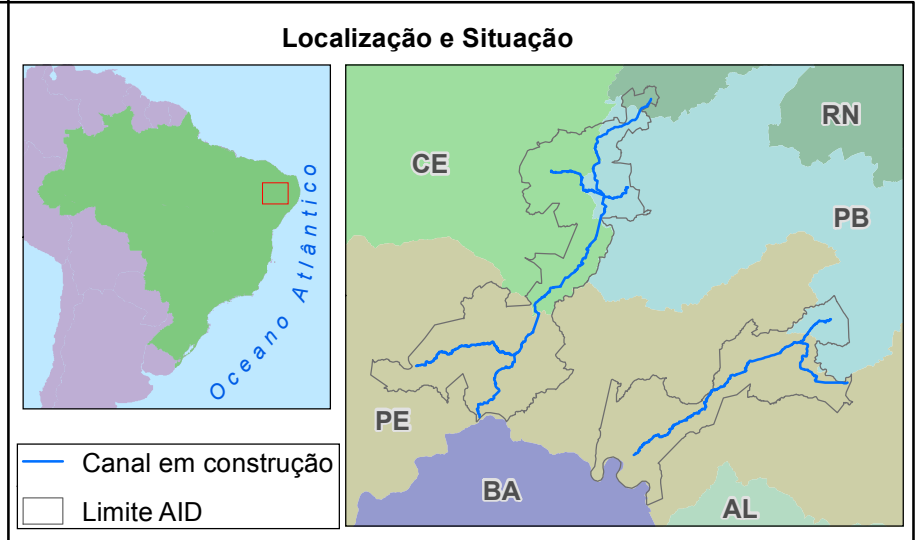 Localização e Situação
Oceano Atlântico
CE
RN
PB
PE
BA
AL
Canal em construção
Limite AID